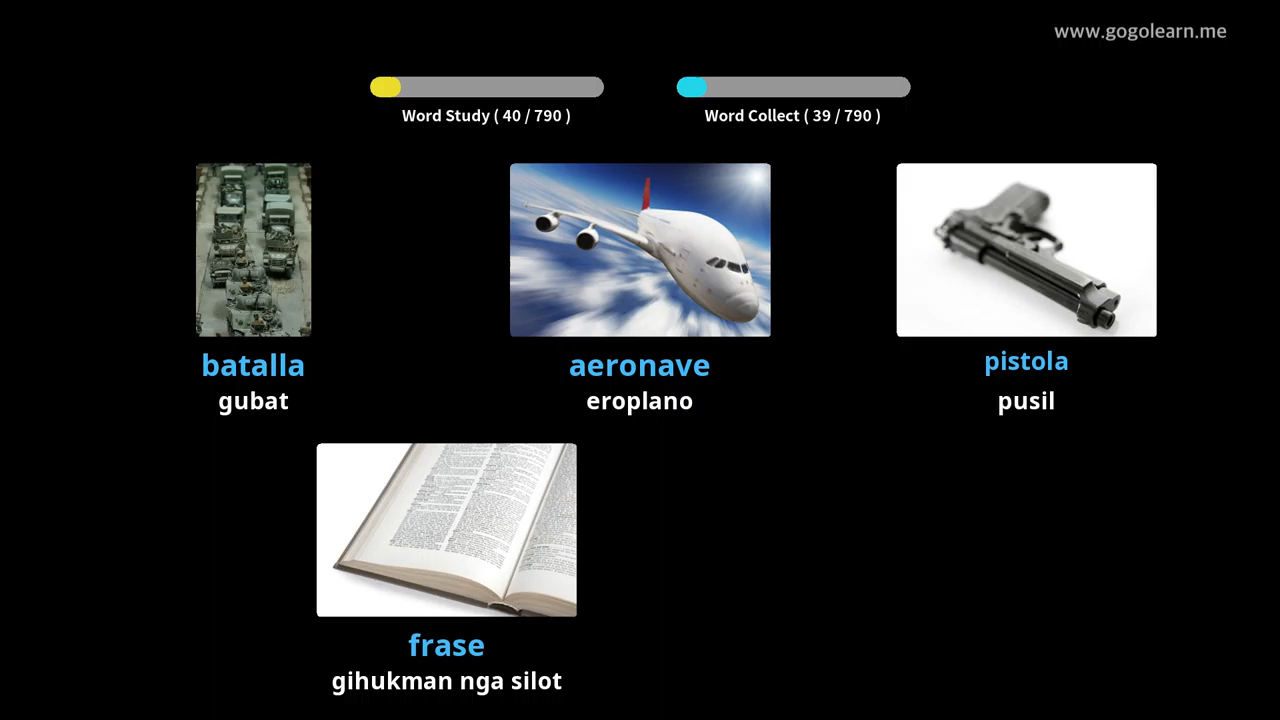 www.gogolearn.me
Word Study ( 40 / 790 )
Word Collect ( 39 / 790 )
batalla
gubat
aeronave
eroplano
pistola
pusil
frase
gihukman nga silot